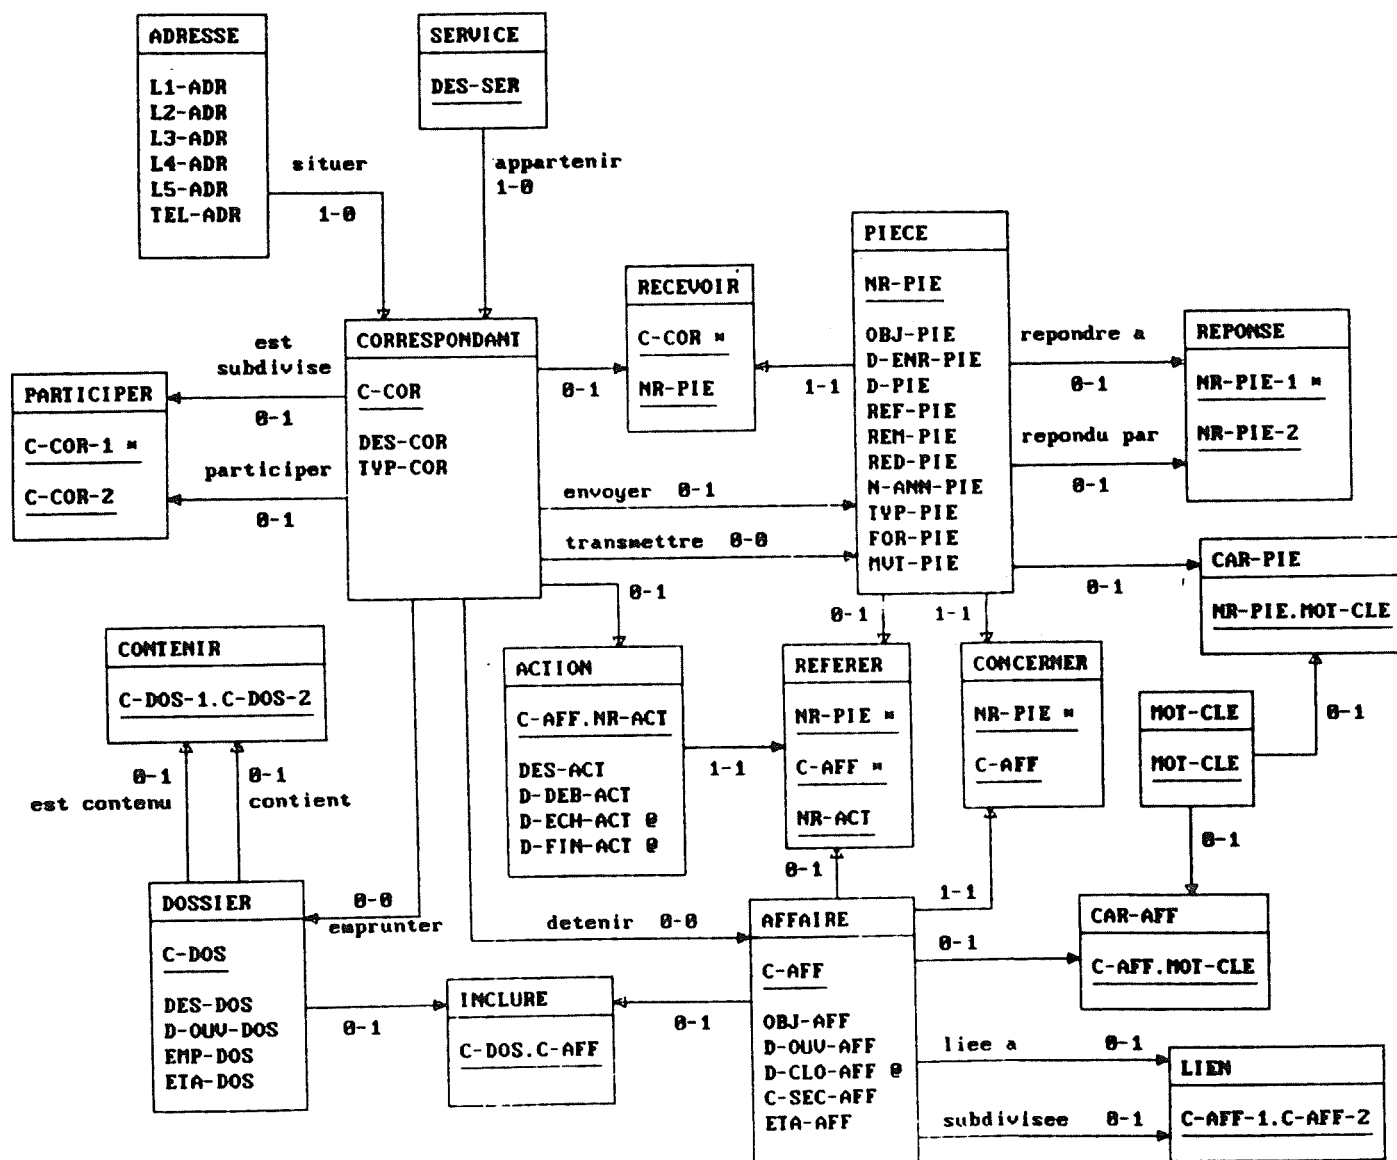 ADRESSE
L1-ADR
L2-ADR
L3-ADR
L4-ADR
L5-ADR
TEL-ADR
SERVICE
DES-SER
situer
1-0
appartenir
1-0
PIECE
NR-PIE
OBJ-PIE
D-ENR-PIE
D-PIE
REF-PIE
REM-PIE
RED-PIE
N-ANN-PIE
TYP-PIE
FOR-PIE
MVT-PIE
RECEVOIR
C-COR *
NR-PIE
0-1
1-1
CORRESPONDANT
C-COR
DES-COR
TYP-COR
est
subdivise
0-1
participer
0-1
PARTICIPER
C-COR-1 *
C-COR-2
repondre a
0-1
repondu par
0-1
REPONSE
NR-PIE-1 *
NR-PIE-2
envoyer 0-1
transmettre 0-0
0-1
0-1
1-1
0-1
CAR-PIE
NR-PIE.MOT-CLE
CONTENIR
C-DOS-1.C-DOS-2
0-1
est contenu
0-1
contient
ACTION
C-AFF.NR-ACT
DES-ACT
D-DEB-ACT
D-ECH-ACT @
D-FIN-ACT @
1-1
REFERER
NR-PIE *
C-AFF *
NR-ACT
0-1
CONCERNER
NR-PIE *
C-AFF
1-1
MOT-CLE
MOT-CLE
0-1
0-1
DOSSIER
C-DOS
DES-DOS
D-OUV-DOS
EMP-DOS
ETA-DOS
0-0
emprunter
detenir 0-0
AFFAIRE
C-AFF
OBJ-AFF
D-OUV-AFF
D-CLO-AFF @
C-SEC-AFF
ETA-AFF
0-1
CAR-AFF
C-AFF.MOT-CLE
0-1
INCLURE
C-DOS.C-AFF
0-1
liee a 0-1
subdivisee 0-1
LIEN
C-AFF-1.C-AFF-2